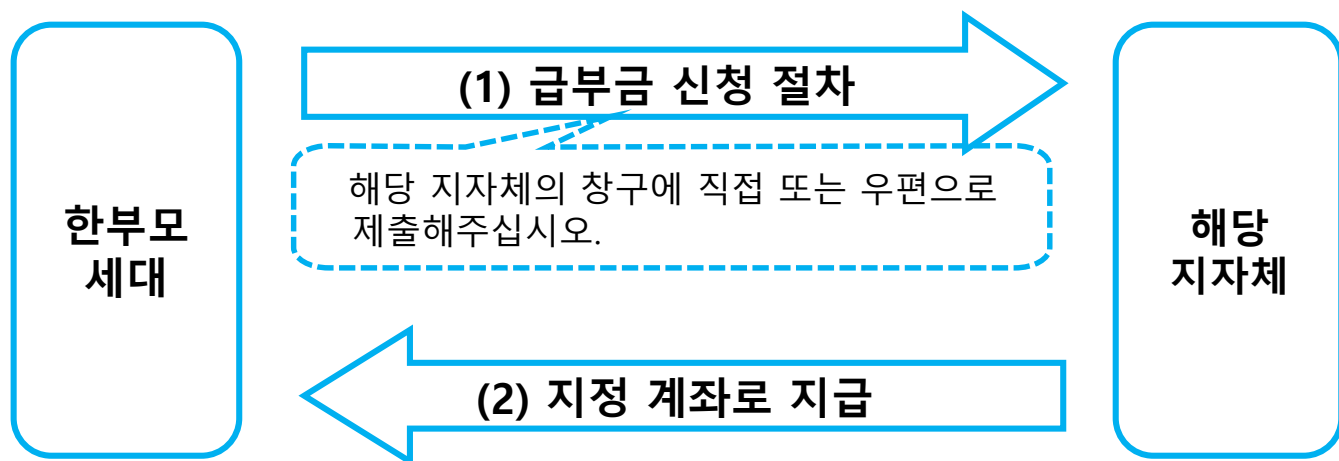 한부모
세대
(1) 급부금 신청 절차
해당 지자체의 창구에 직접 또는 우편으로
제출해주십시오.
(2) 지정 계좌로 지급
해당
지자체